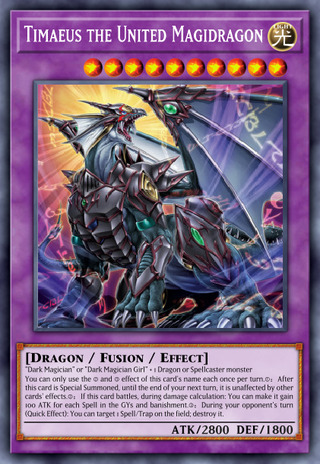 TIMAEUS THE UNITED MAGIDRAGON
LIGHT
光
[DRAGON / FUSION / EFFECT]
"Dark Magician" or "Dark Magician Girl" + 1 Dragon or Spellcaster monster
You can only use the ② and ③ effect of this card's name each once per turn.①: After
this card is Special Summoned, until the end of your next turn, it is unaffected by other
cards' effects.②: If this card battles, during damage calculation: You can make it gain
100 ATK for each Spell in the GYs and banishment.③: During your opponent's turn
(Quick Effect): You can target 1 Spell/Trap on the field; destroy it.
ATK/2800 DEF/1800